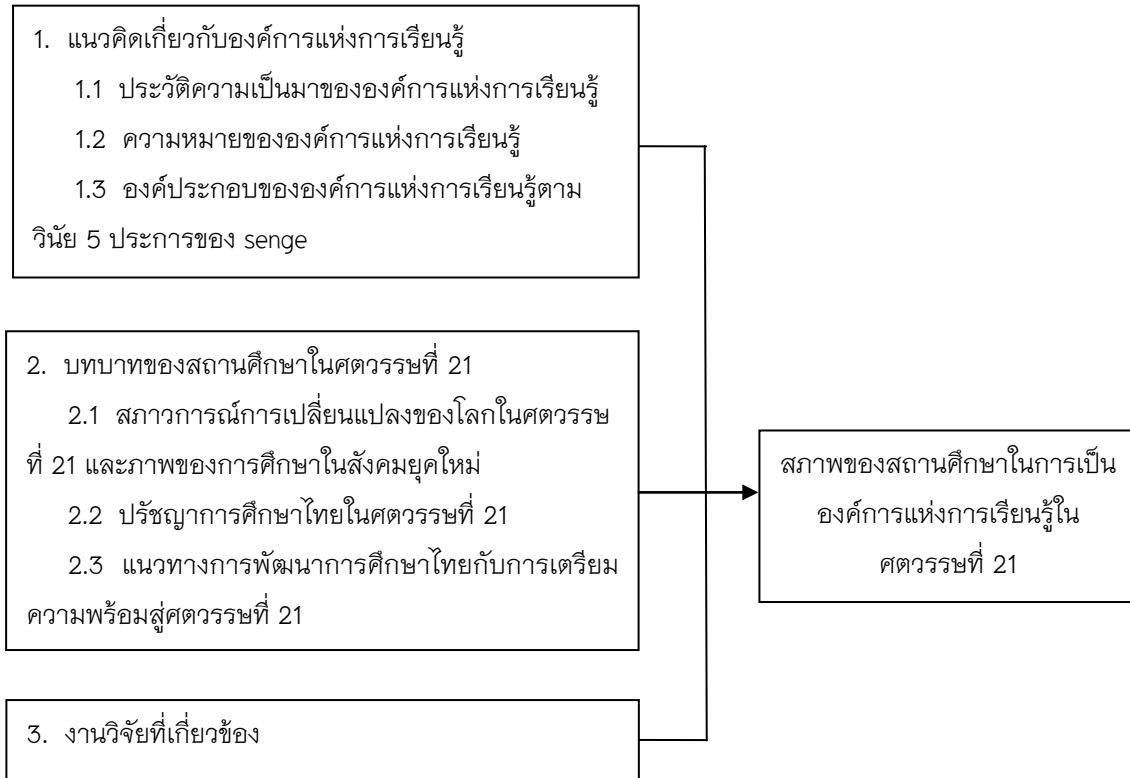 1. แนวคิดเกี่ยวกับองค์การแห่งการเรียนรู้
1.1 ประวัติความเป็นมาขององค์การแห่งการเรียนรู้
1.2 ความหมายขององค์การแห่งการเรียนรู้
1.3 องค์ประกอบขององค์การแห่งการเรียนรู้ตาม
วินัย 5 ประการของ senge
2. บทบาทของสถานศึกษาในศตวรรษที่ 21
2.1 สภาวการณ์การเปลี่ยนแปลงของโลกในศตวรรษ
ที่ 21 และภาพของการศึกษาในสังคมยุคใหม่
2.2 ปรัชญาการศึกษาไทยในศตวรรษที่ 21
2.3 แนวทางการพัฒนาการศึกษาไทยกับการเตรียม
ความพร้อมสู่ศตวรรษที่ 21
3. งานวิจัยที่เกี่ยวข้อง
สภาพของสถานศึกษาในการเป็น
องค์การแห่งการเรียนรู้ใน
ศตวรรษที่ 21